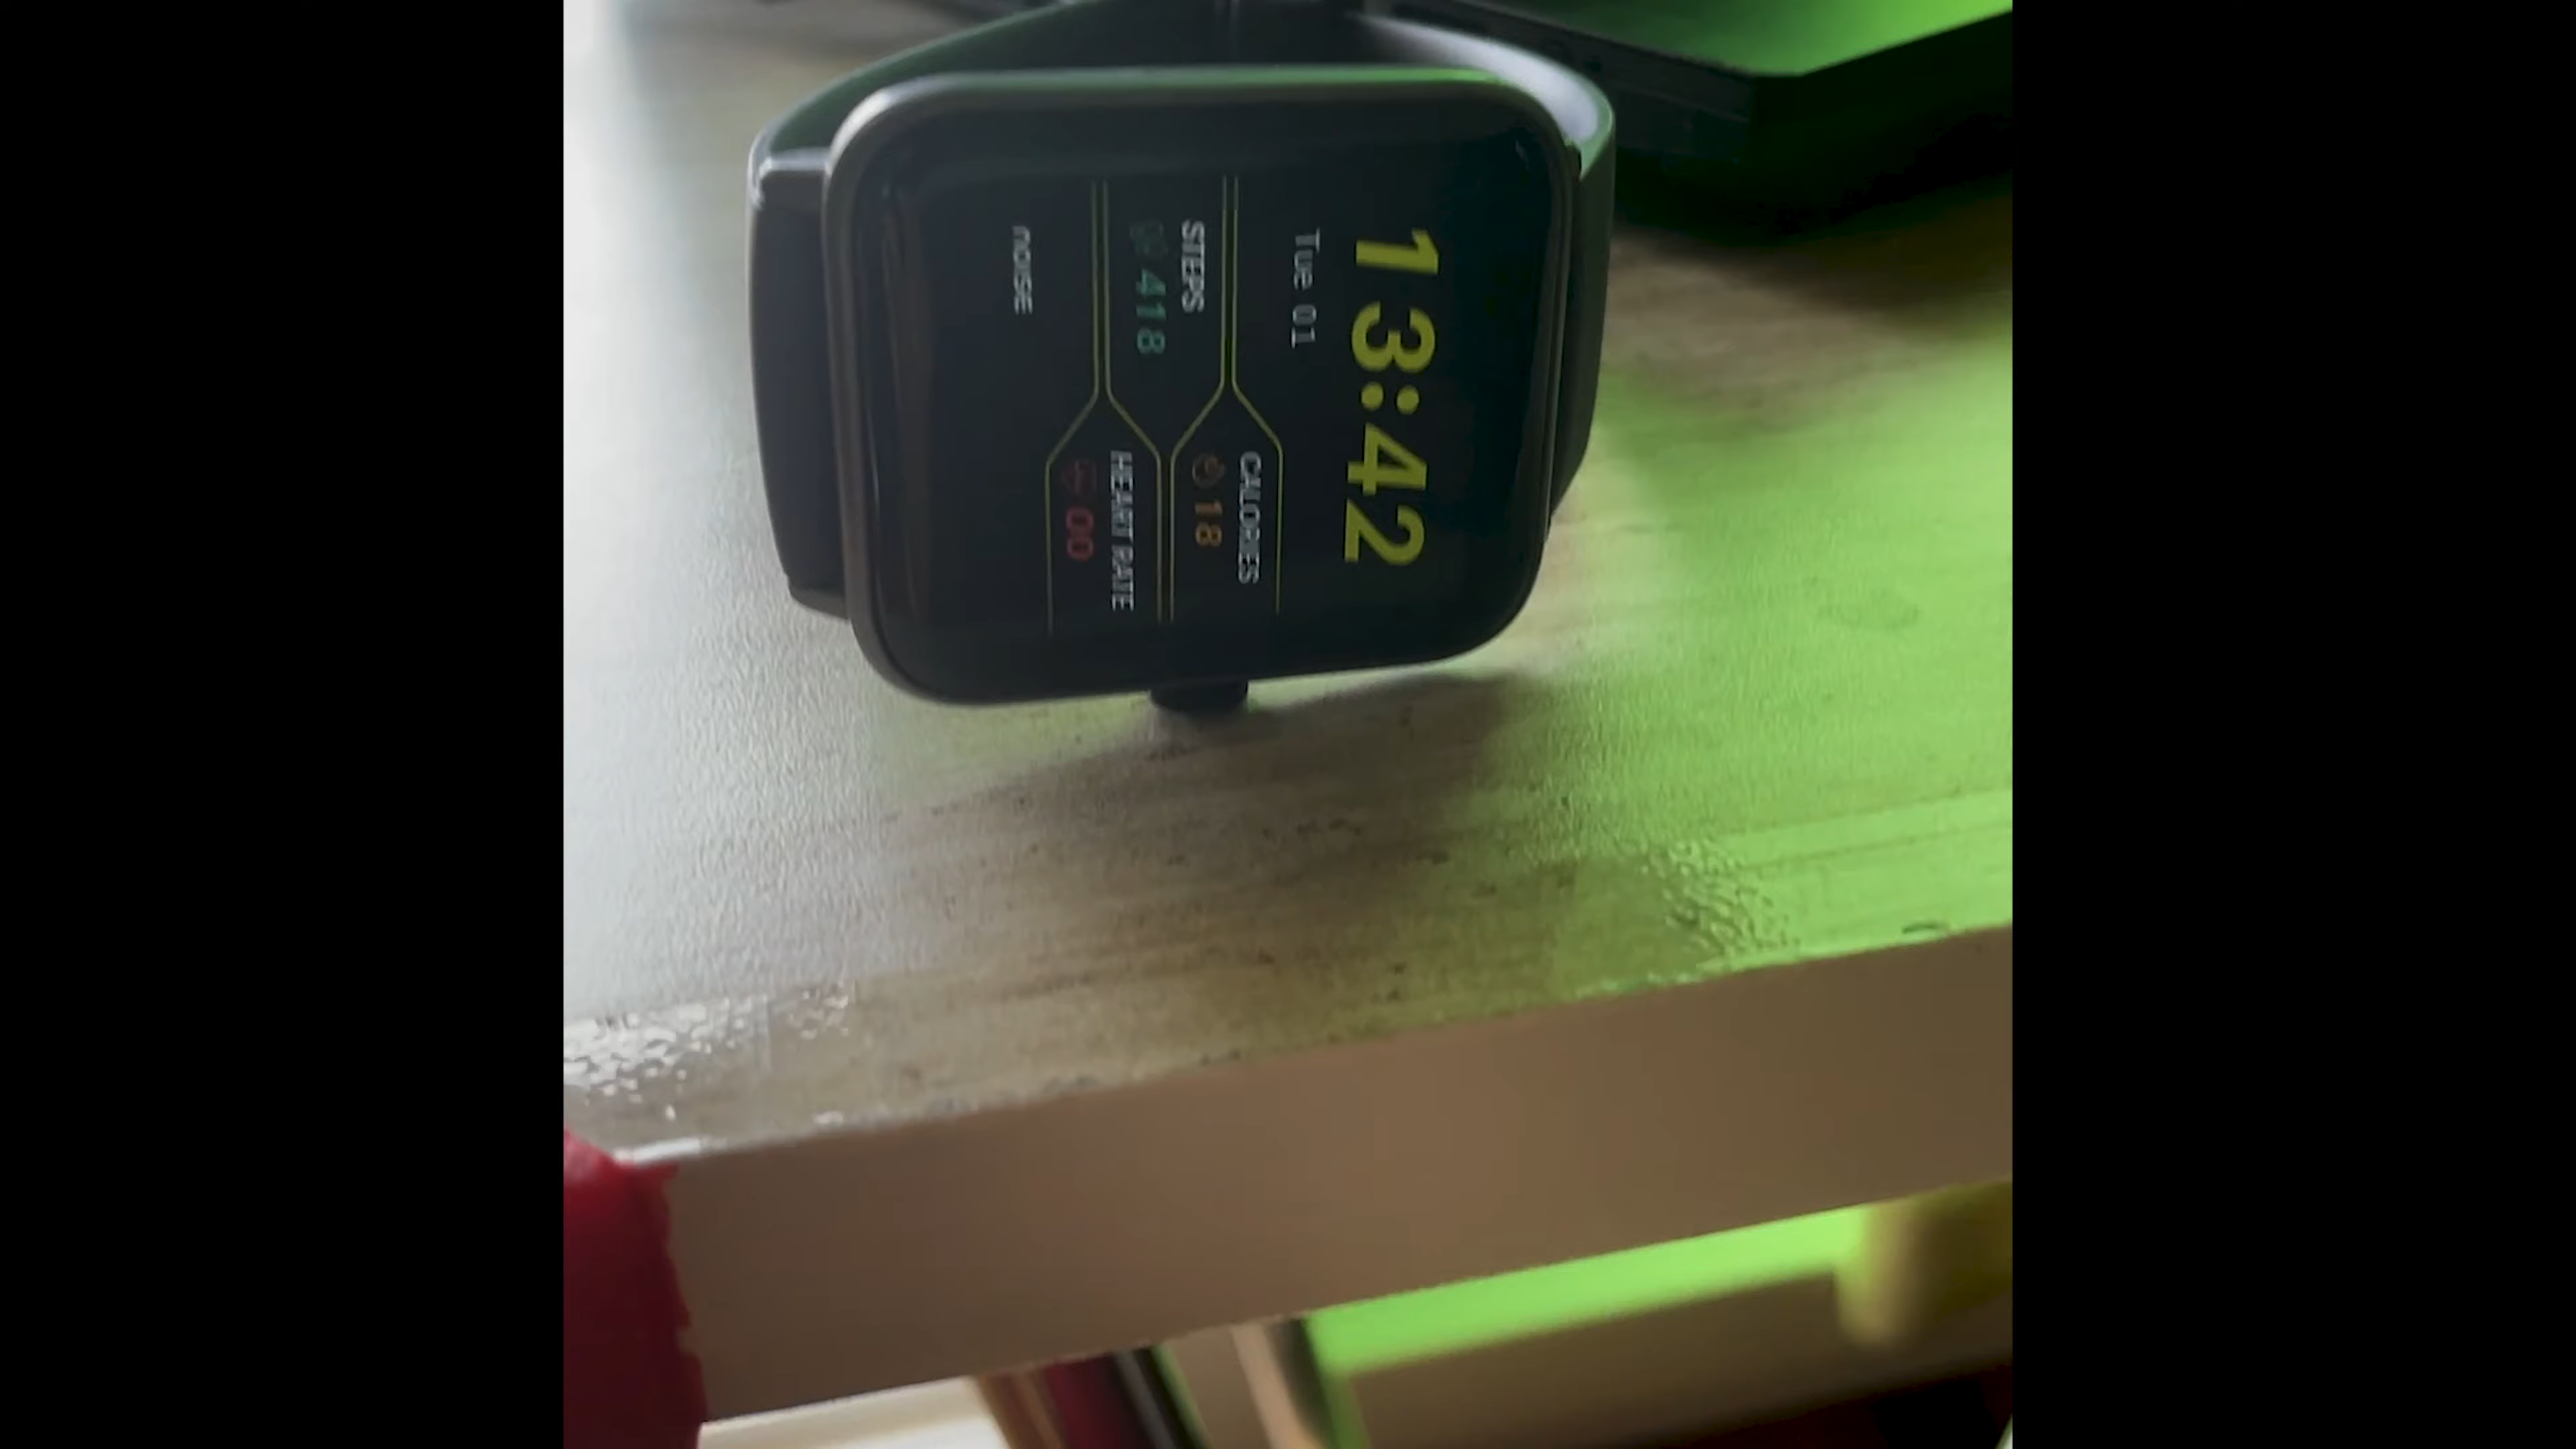 13:42
Tue 01
CALORIES
18
STEPS
418
HEART RATE
00
noise